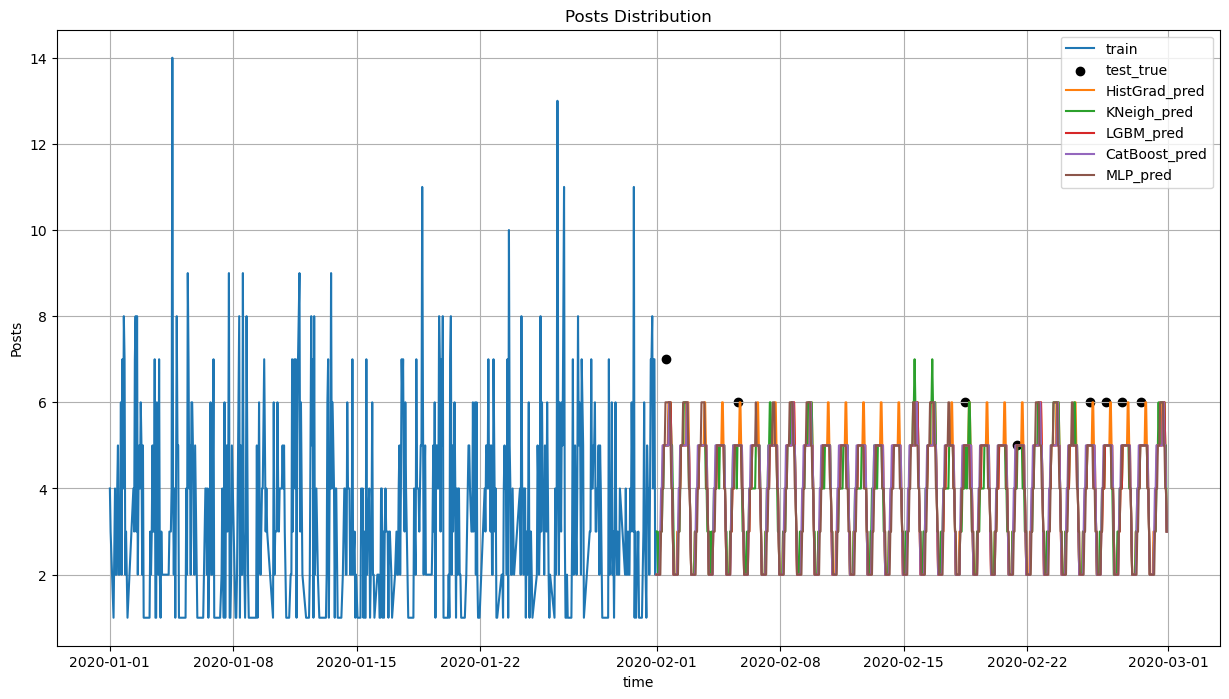 Posts Distribution
train
test_true
HistGrad_pred
KNeigh_pred
LGBM_pred
CatBoost_pred
MLP_pred
14
12
10
8
6
4
2
Posts
2020-01-01
2020-01-08
2020-01-15
2020-01-22
2020-02-01
2020-02-08
2020-02-15
2020-02-22
2020-03-01
time